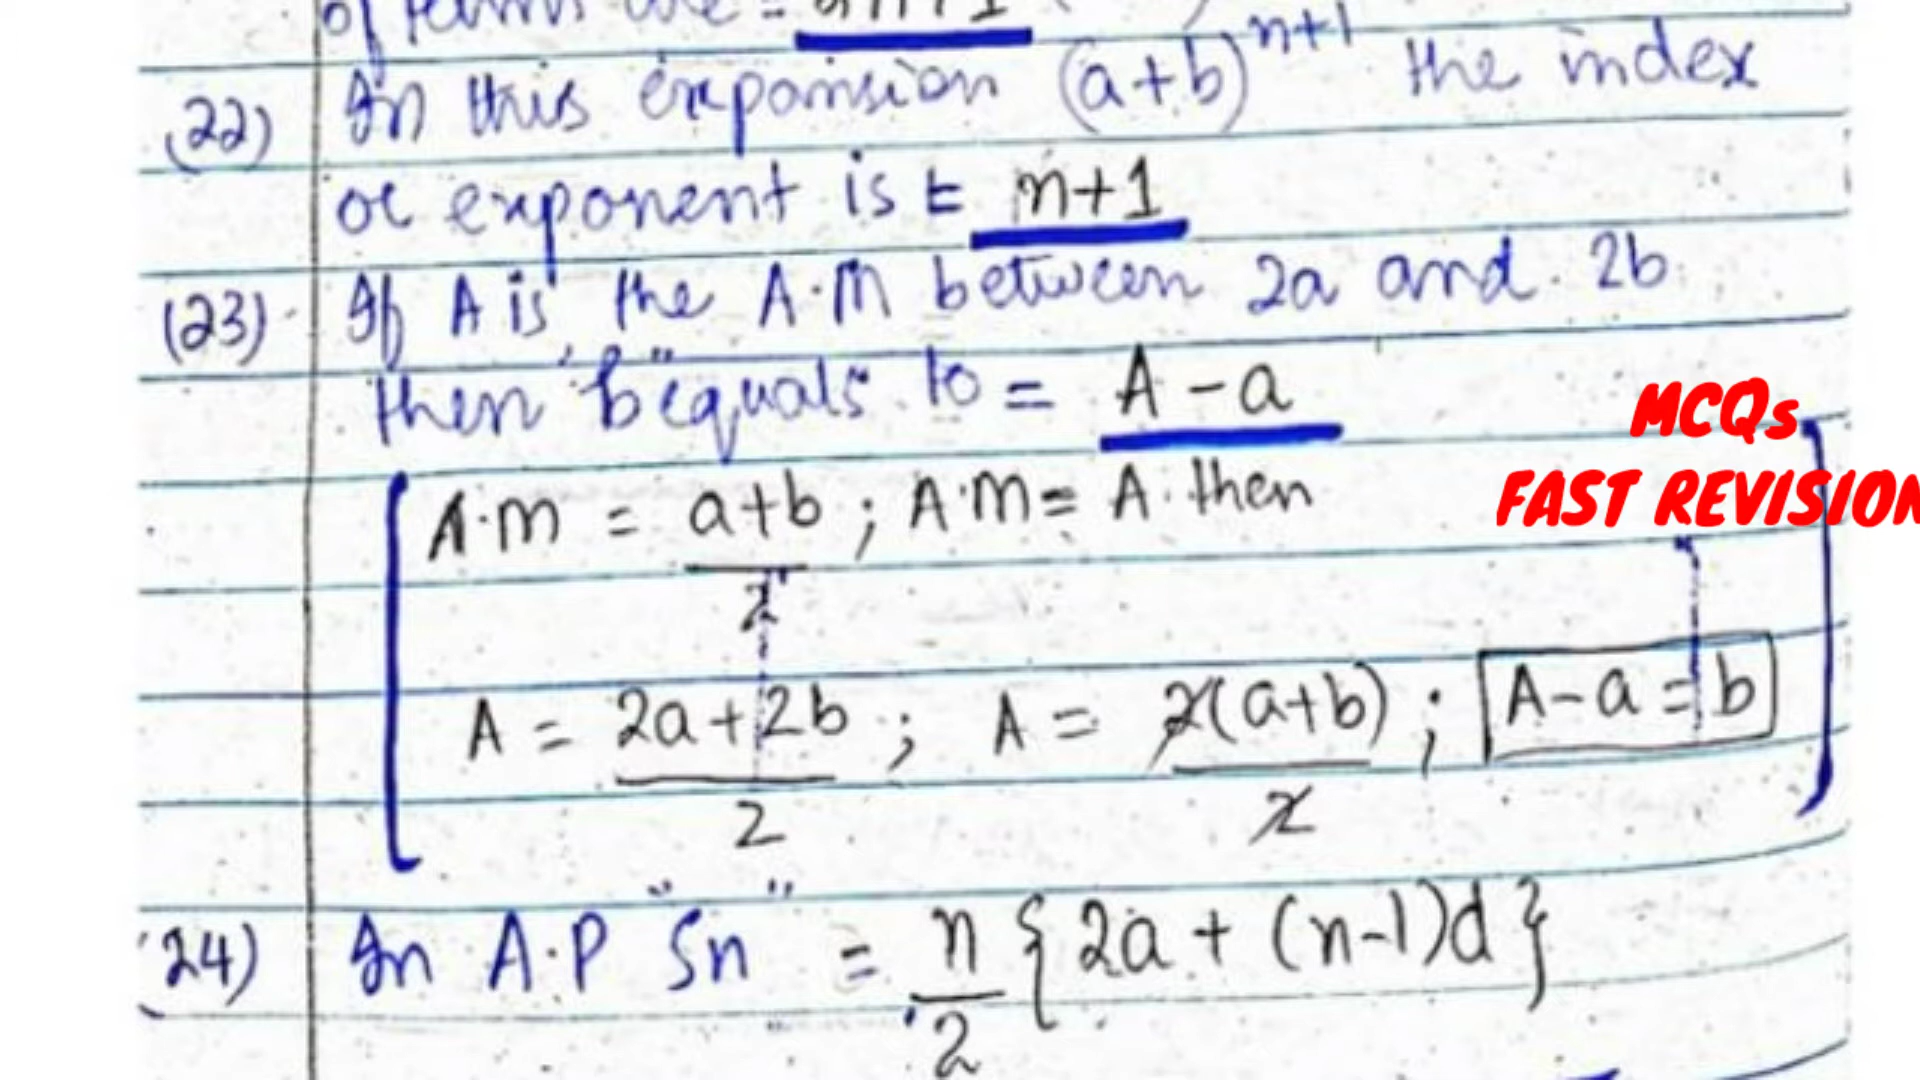 (22) In this expansion (a+b)^n+1 the index
or exponent is = n+1
(23) If A is the A.M between 2a and 2b
then "b" equals to = A - a
MCQs
FAST REVISION
A.M = a+b/2 ; A.M = A then
A = 2a+2b/2 ; A = 2(a+b)/2 ; A-a = b
(24) In A.P "Sn" = n/2 {2a + (n-1)d}